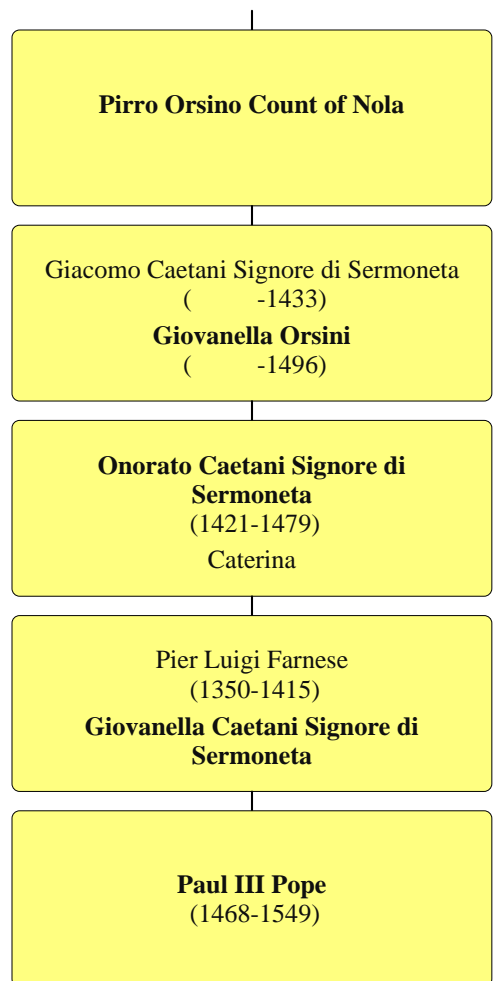 Pirro Orsino Count of Nola
Giacomo Caetani Signore di Sermoneta
(          -1433)
Giovanella Orsini
(          -1496)
Onorato Caetani Signore di
Sermoneta
(1421-1479)
Caterina
Pier Luigi Farnese
(1350-1415)
Giovanella Caetani Signore di
Sermoneta
Paul III Pope
(1468-1549)